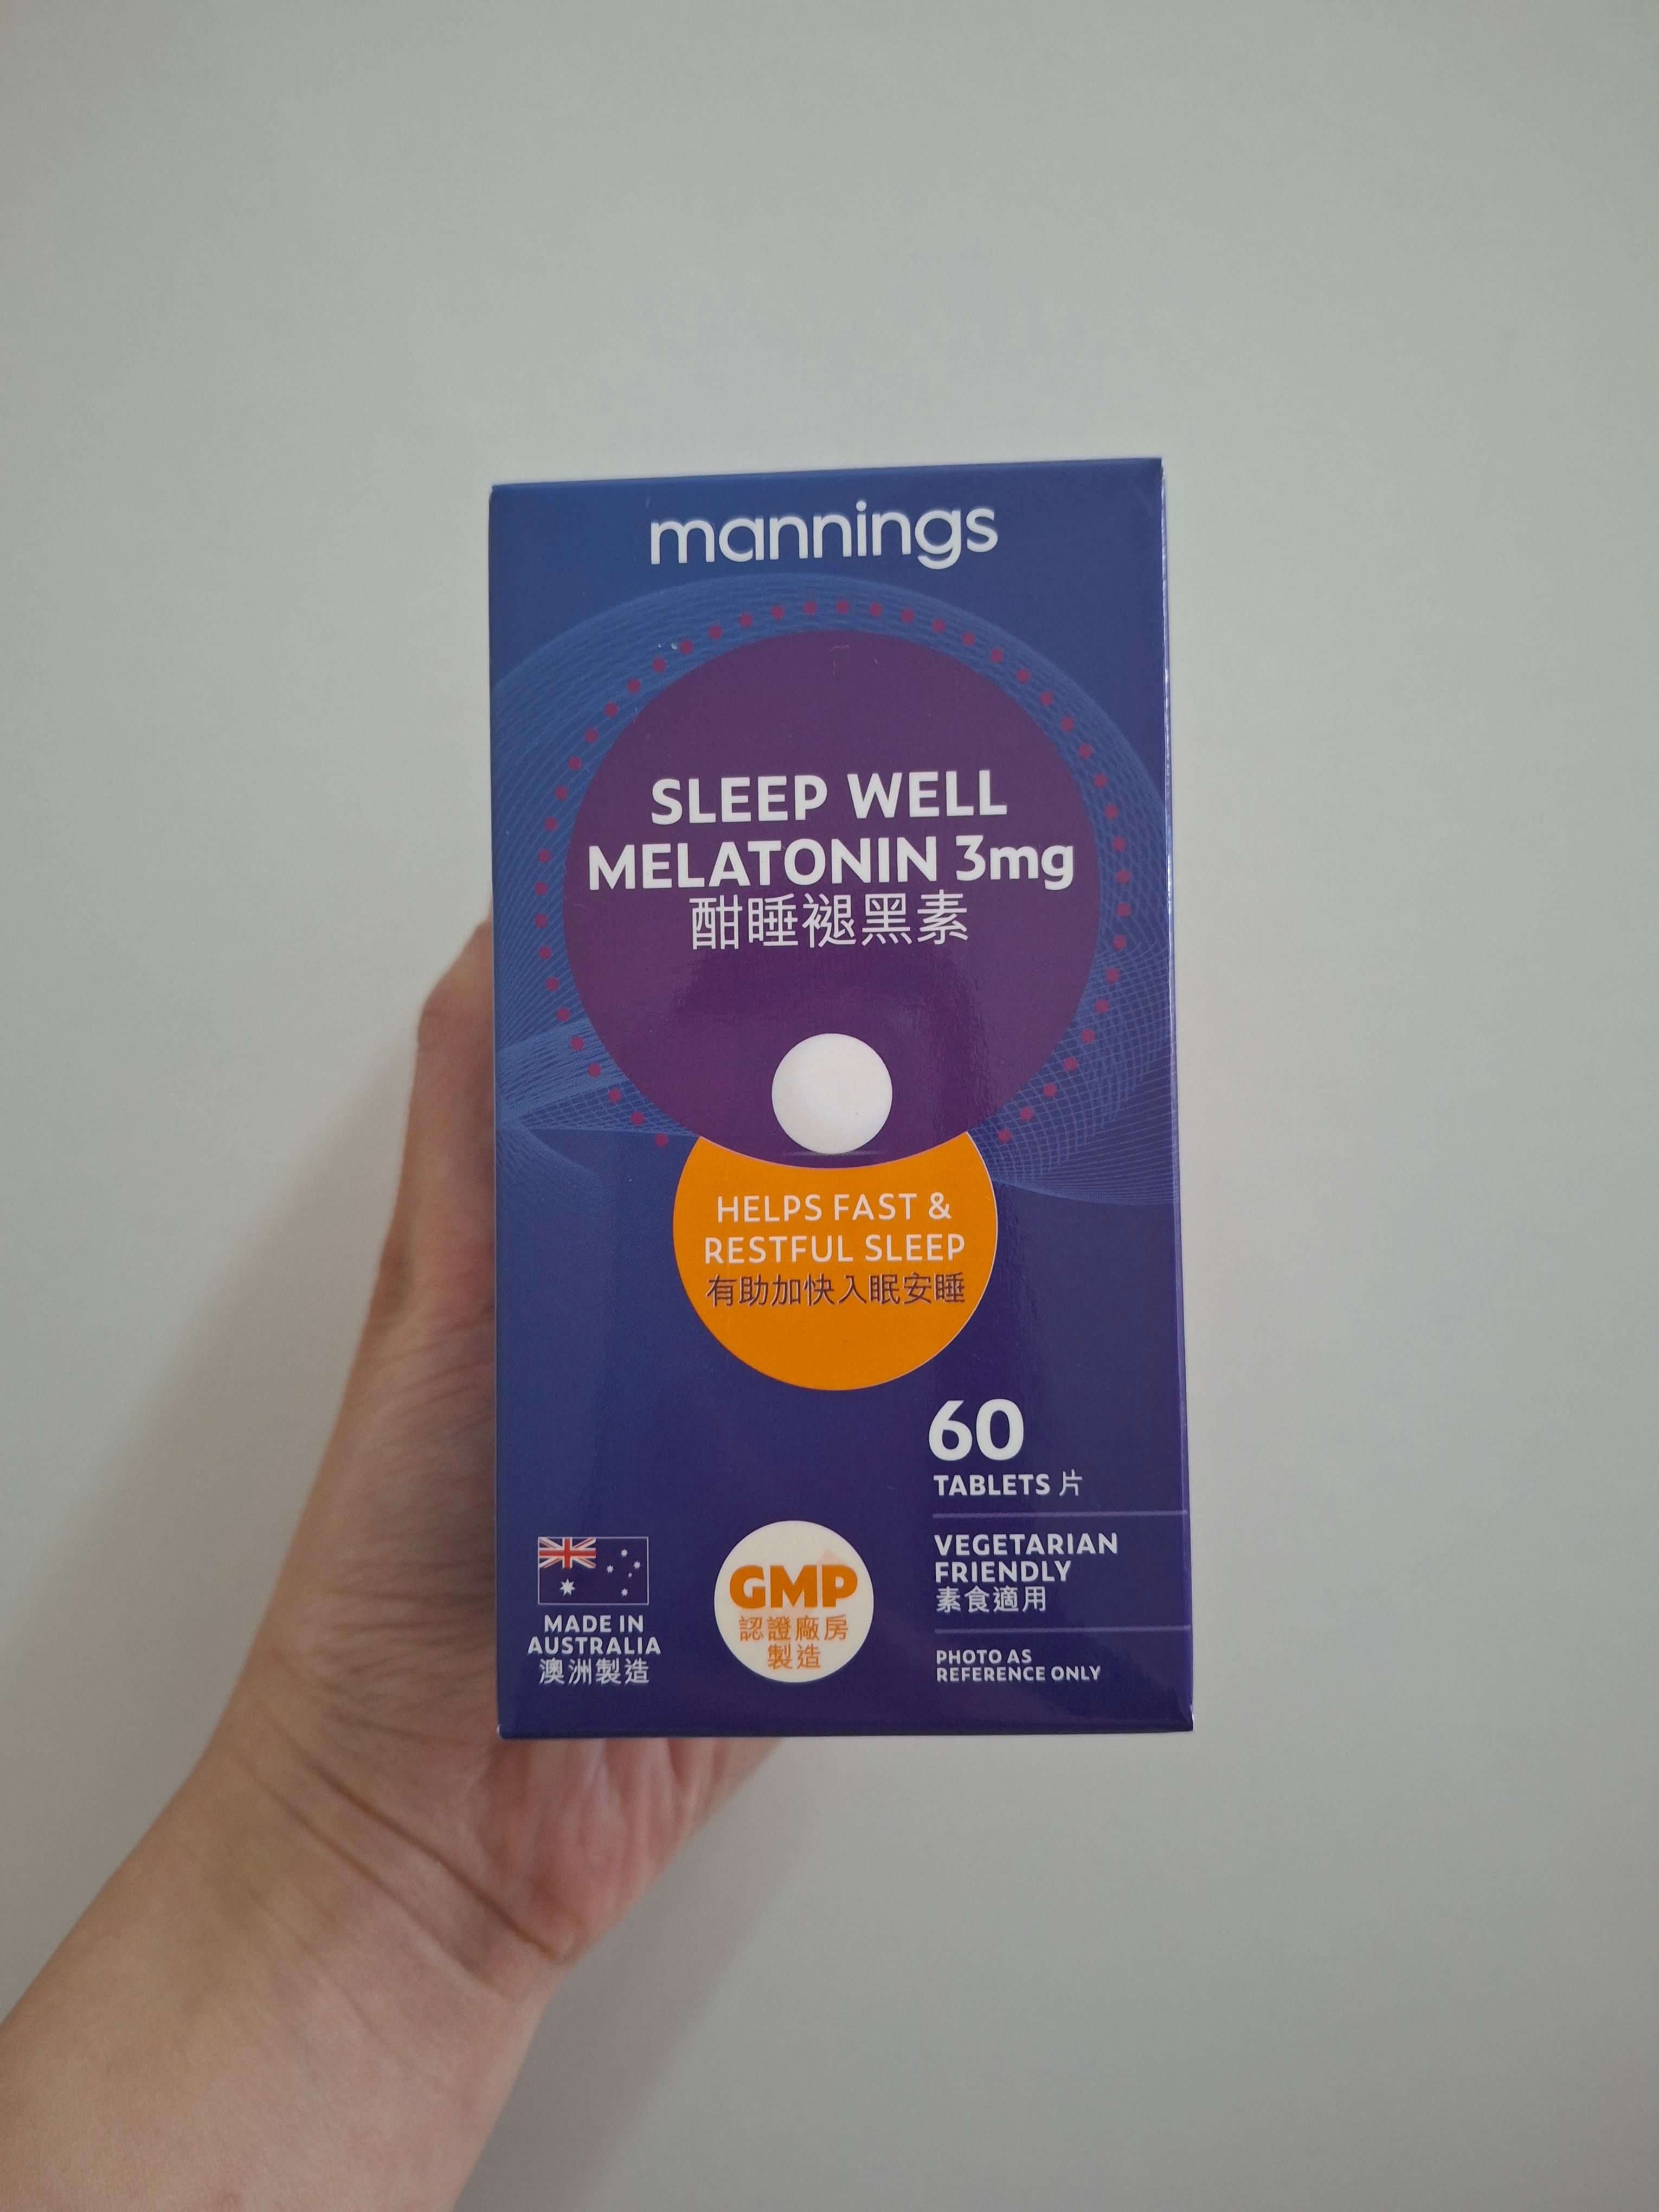 mannings
SLEEP WELL
MELATONIN 3mg
酣睡褪黑素
HELPS FAST &
RESTFUL SLEEP
有助加快入眠安睡
60
TABLETS 片
VEGETARIAN
FRIENDLY
素食適用
PHOTO AS
REFERENCE ONLY
GMP
認證廠房
製造
MADE IN
AUSTRALIA
澳洲製造